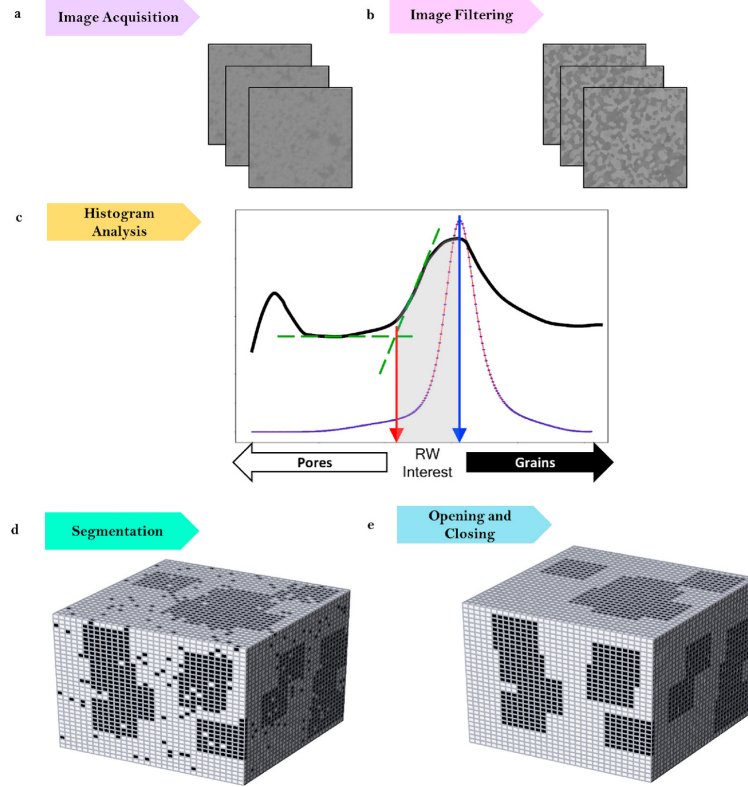 a
Image Acquisition
b
Image Filtering
c
Histogram
Analysis
Pores
RW
Interest
Grains
d
Segmentation
e
Opening and
Closing